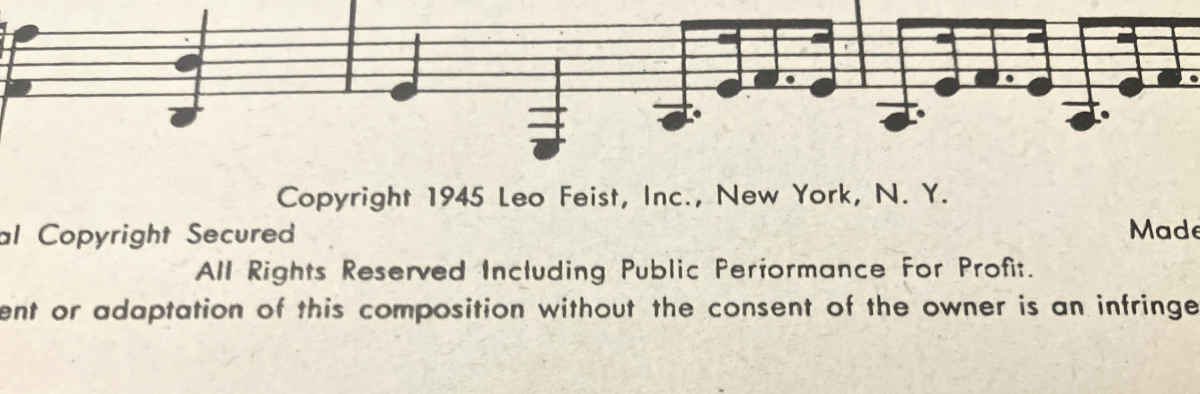 Copyright 1945 Leo Feist, Inc., New York, N. Y.
al Copyright Secured Made
All Rights Reserved Including Public Performance For Profit.
ent or adaptation of this composition without the consent of the owner is an infringe